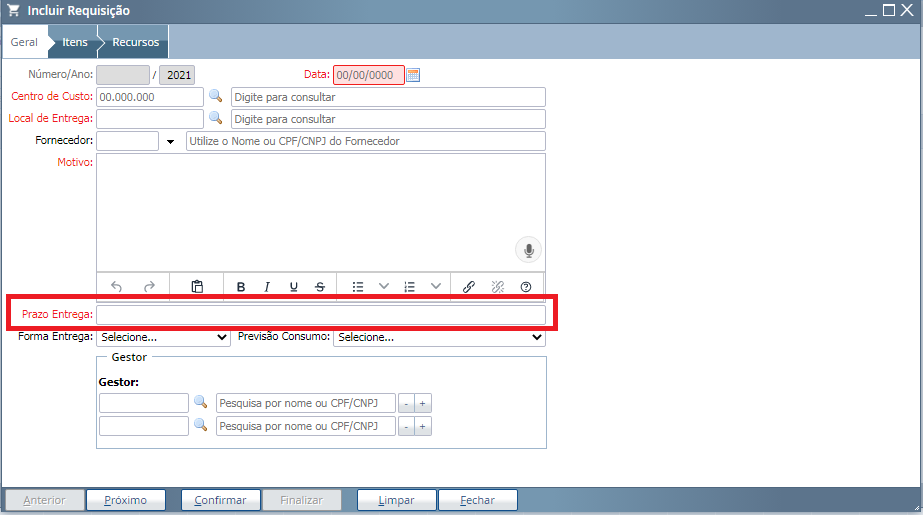 Incluir Requisição
Geral Itens Recursos
Número/Ano: / 2021 Data: 00/00/0000
Centro de Custo: 00.000.000 Digite para consultar
Local de Entrega: Digite para consultar
Fornecedor: Utilize o Nome ou CPF/CNPJ do Fornecedor
Motivo:
B I U S
Prazo Entrega:
Forma Entrega: Selecione... Previsão Consumo: Selecione...
Gestor
Gestor:
Pesquisa por nome ou CPF/CNPJ - +
Pesquisa por nome ou CPF/CNPJ - +
Anterior Próximo Confirmar Finalizar Limpar Fechar